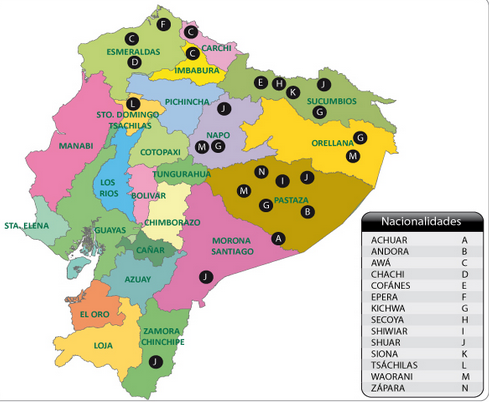 F
C
C
ESMERALDAS
CARCHI
D
C
IMBABURA
E
H
J
K
SUCUMBIOS
G
L
PICHINCHA
J
STO. DOMINGO
TSACHILAS
NAPO
M
G
ORELLANA
G
M
MANABI
COTOPAXI
TUNGURAHUA
N
I
J
M
PASTAZA
G
B
LOS
RIOS
BOLIVAR
STA. ELENA
GUAYAS
CHIMBORAZO
A
MORONA
SANTIAGO
CAÑAR
J
AZUAY
EL ORO
LOJA
ZAMORA
CHINCHIPE
J
Nacionalidades
ACHUAR A
ANDORA B
AWÁ C
CHACHI D
COFÁNES E
EPERA F
KICHWA G
SECOYA H
SHIWIAR I
SHUAR J
SIONA K
TSÁCHILAS L
WAORANI M
ZÁPARA N